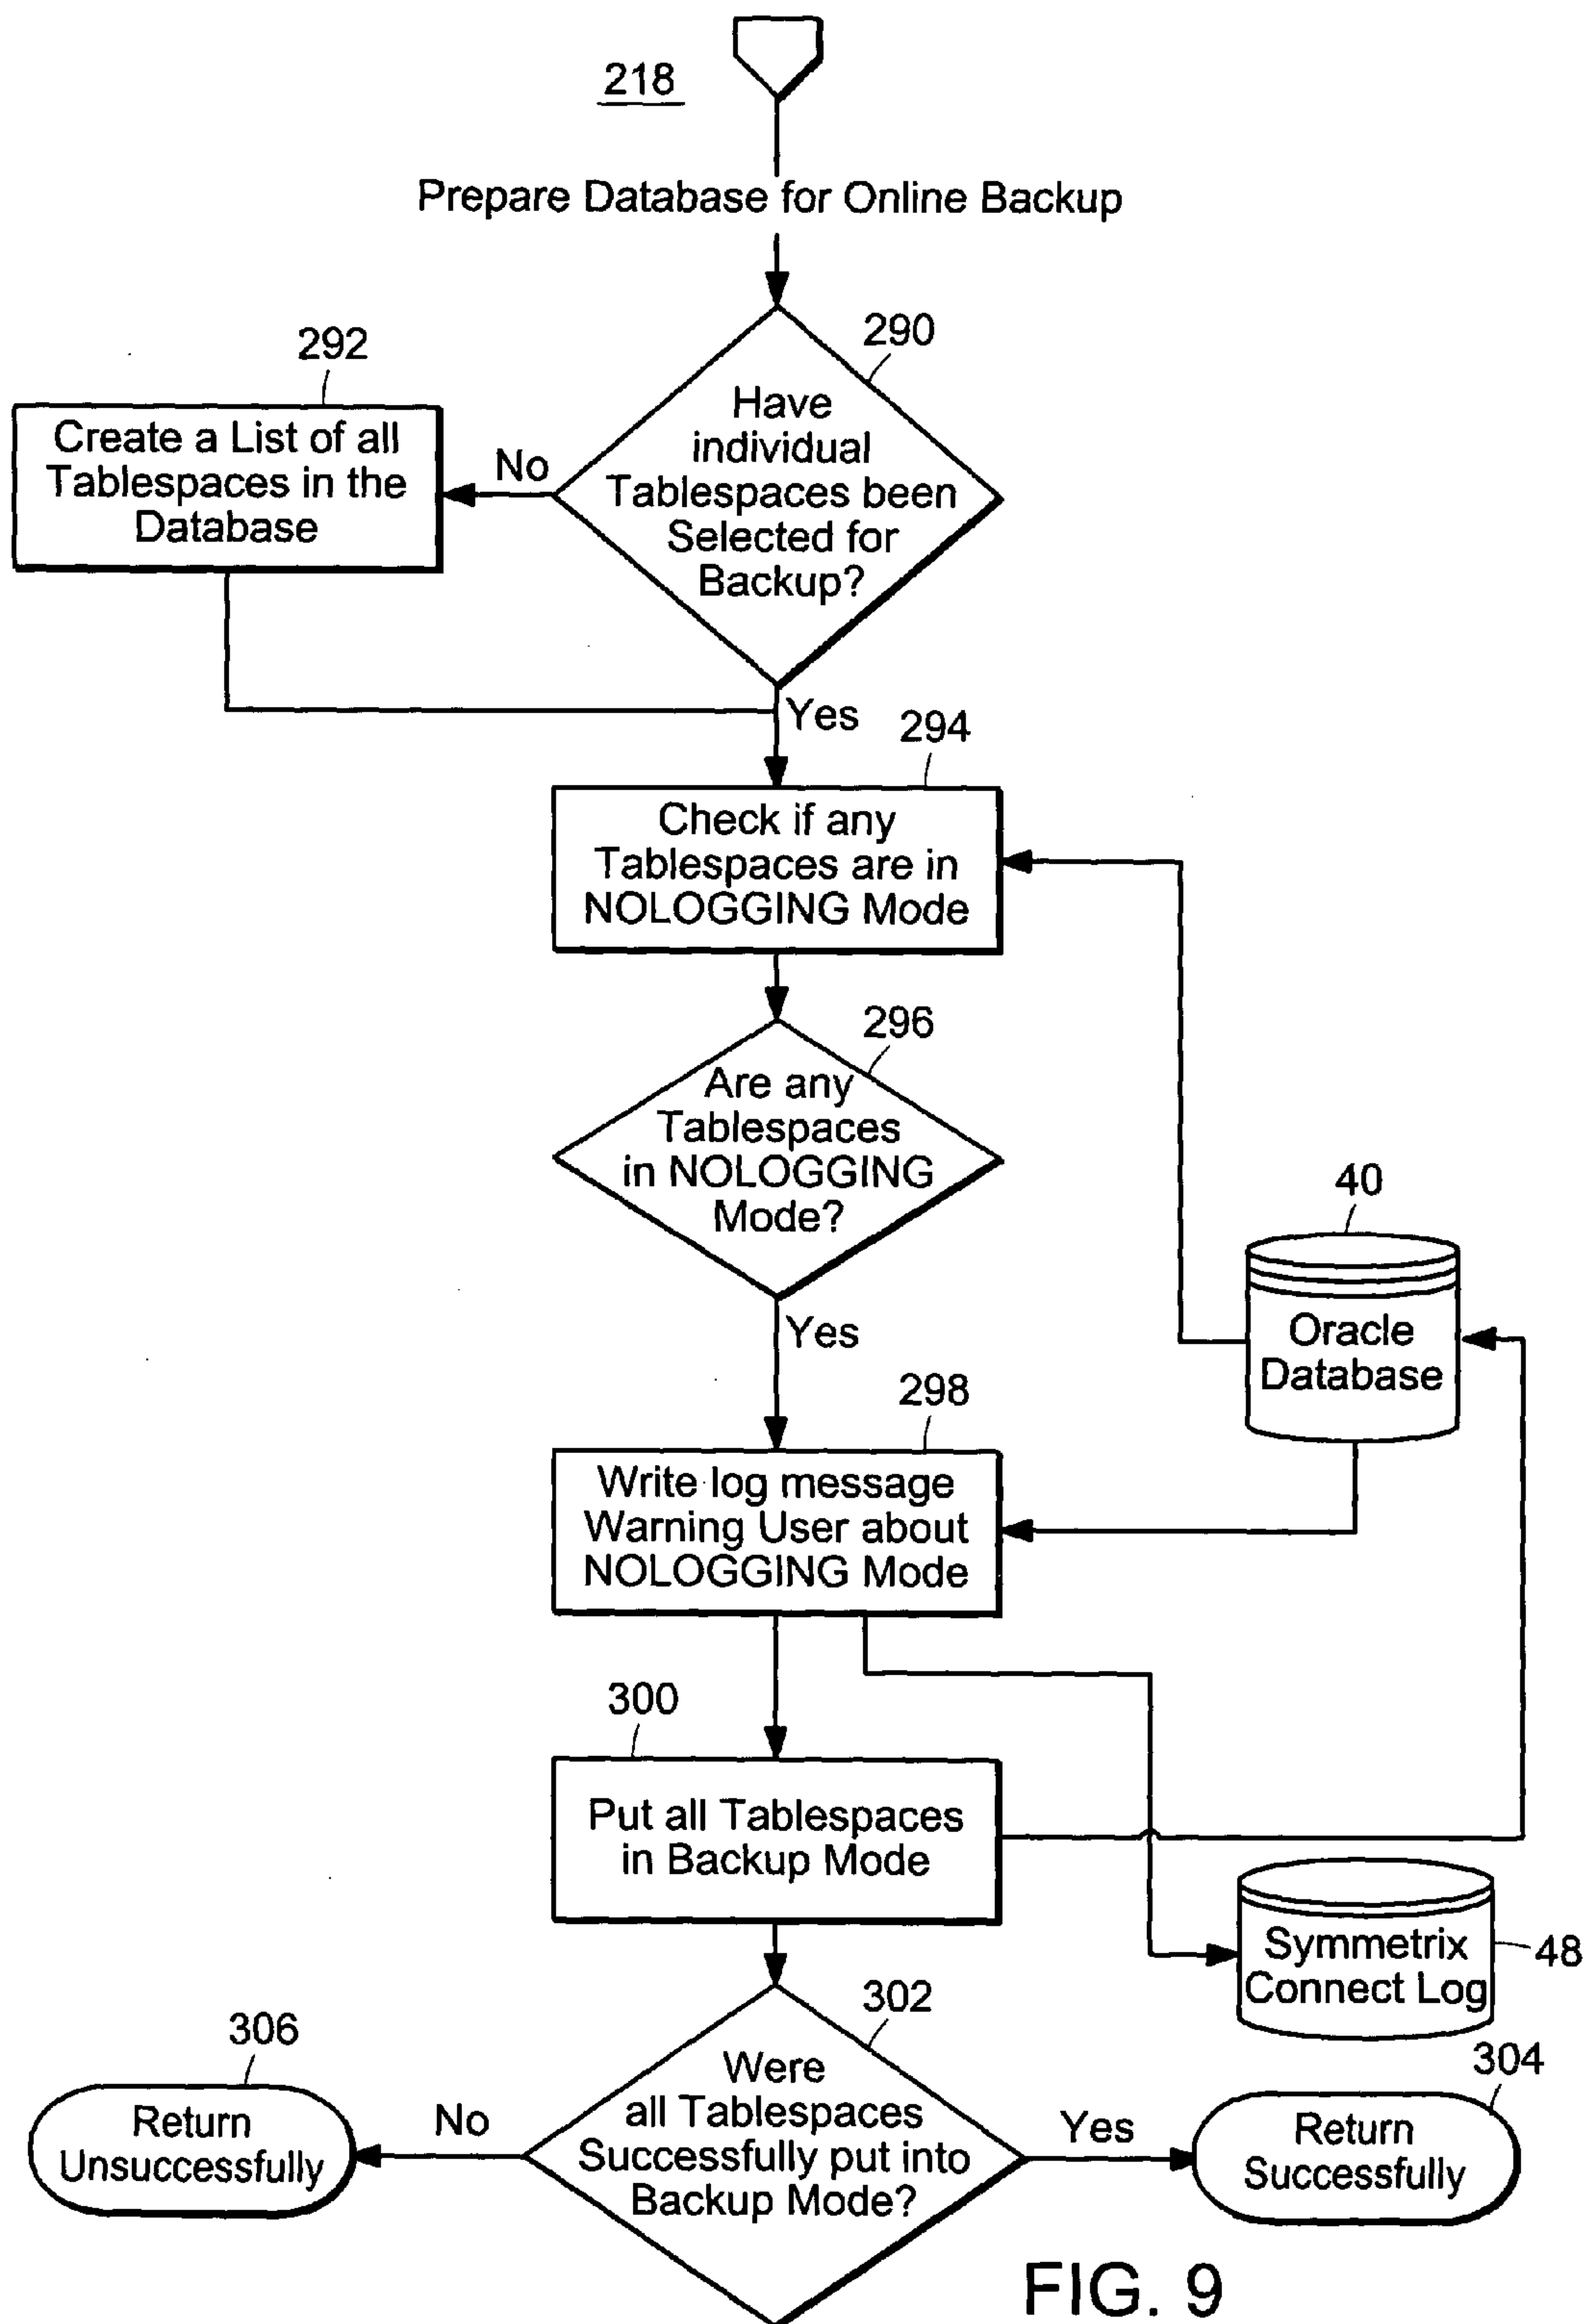 218
Prepare Database for Online Backup
290
Have
individual
Tablespaces been
Selected for
Backup?
292
Create a List of all
Tablespaces in the
Database
No
Yes
294
Check if any
Tablespaces are in
NOLOGGING Mode
296
Are any
Tablespaces
in NOLOGGING
Mode?
40
Oracle
Database
Yes
298
Write log message
Warning User about
NOLOGGING Mode
300
Put all Tablespaces
in Backup Mode
Symmetrix
Connect Log
48
302
Were
all Tablespaces
Successfully put into
Backup Mode?
306
Return
Unsuccessfully
No
Yes
304
Return
Successfully
FIG. 9